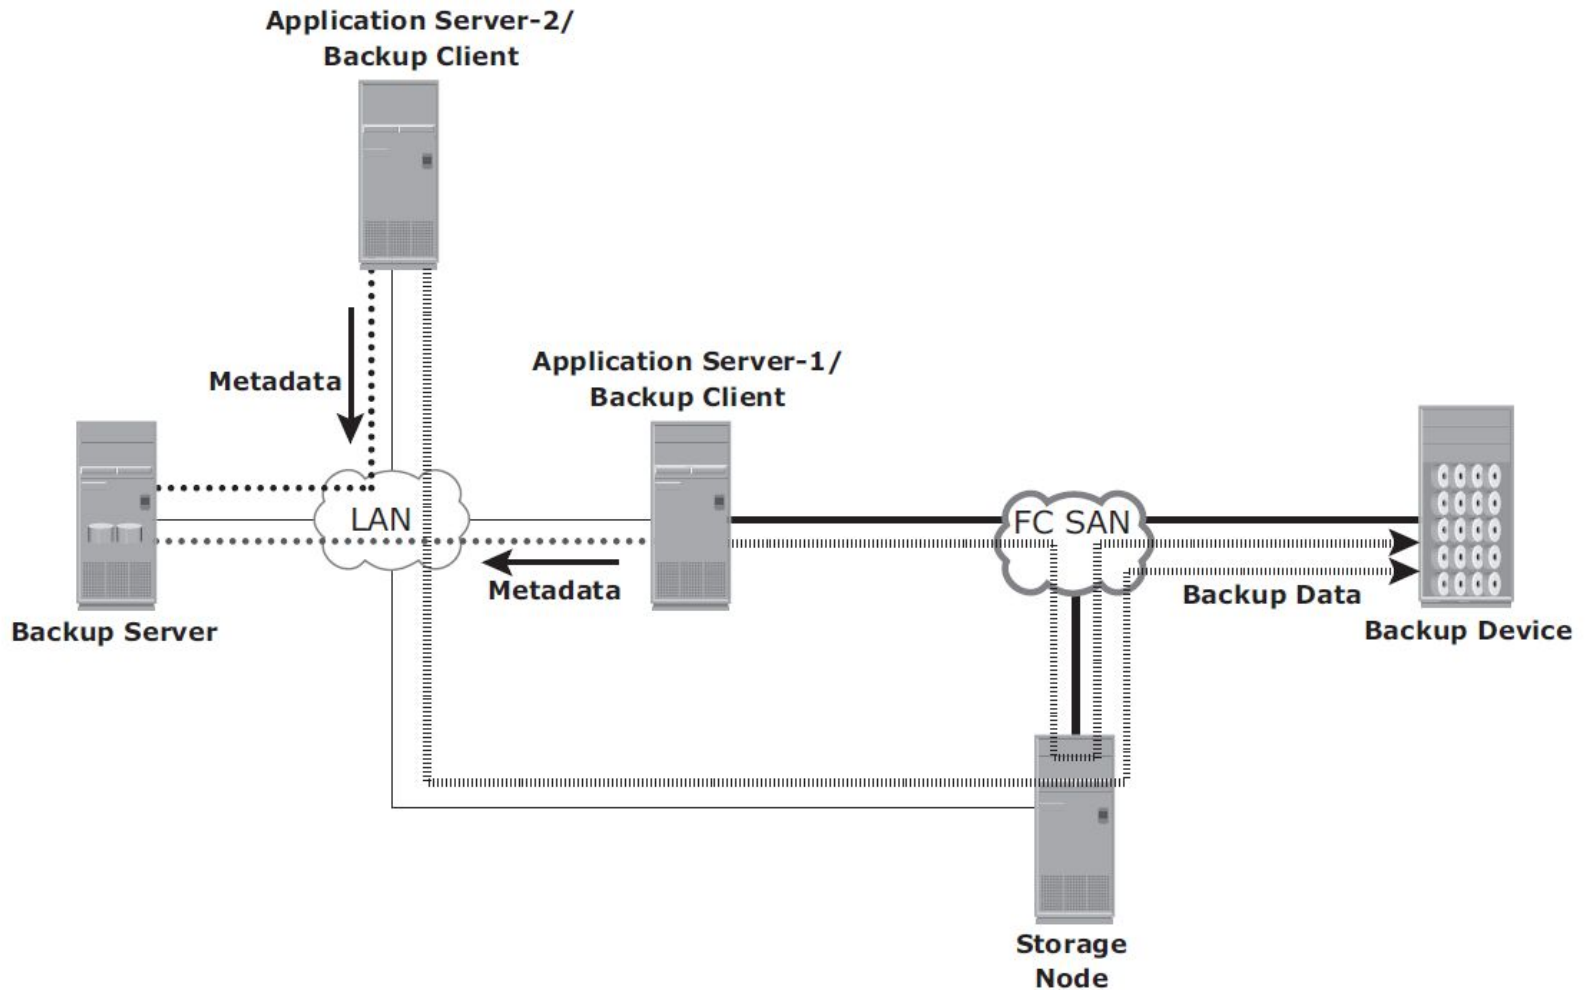 Application Server-2/
Backup Client
Metadata
Application Server-1/
Backup Client
LAN
FC SAN
Metadata
Backup Data
Backup Server
Backup Device
Storage
Node